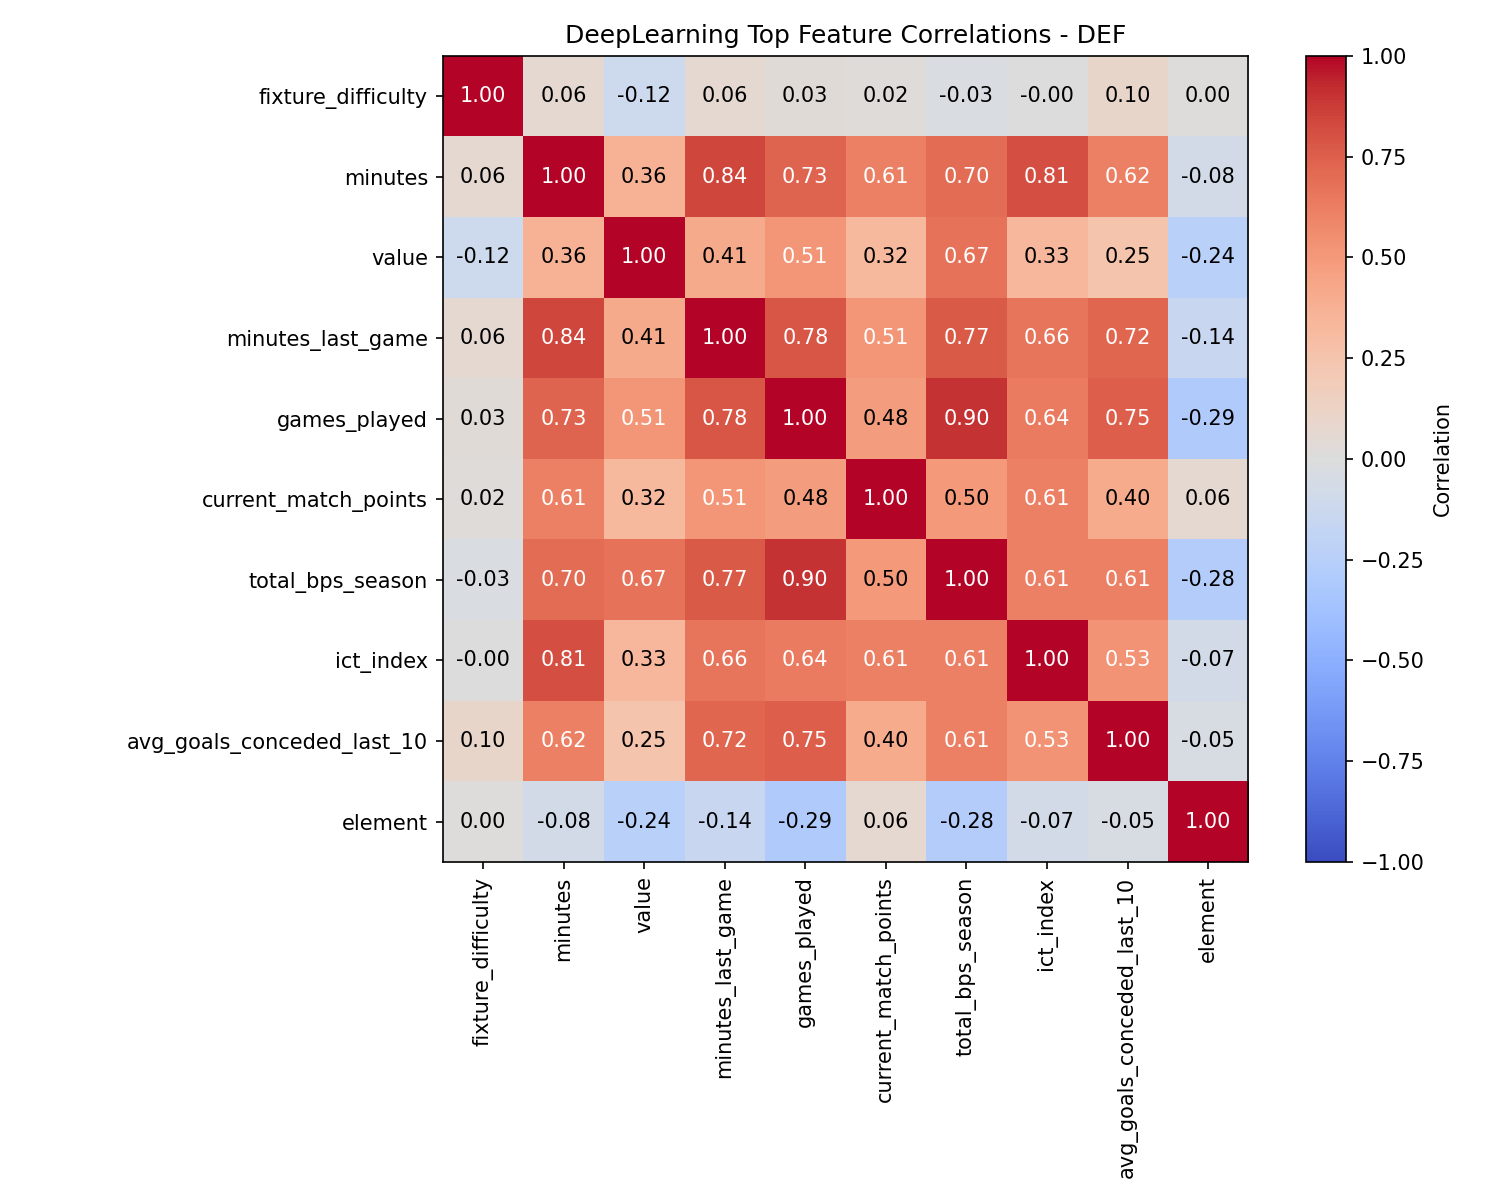 DeepLearning Top Feature Correlations - DEF
fixture_difficulty 1.00 0.06 -0.12 0.06 0.03 0.02 -0.03 -0.00 0.10 0.00
minutes 0.06 1.00 0.36 0.84 0.73 0.61 0.70 0.81 0.62 -0.08
value -0.12 0.36 1.00 0.41 0.51 0.32 0.67 0.33 0.25 -0.24
minutes_last_game 0.06 0.84 0.41 1.00 0.78 0.51 0.77 0.66 0.72 -0.14
games_played 0.03 0.73 0.51 0.78 1.00 0.48 0.90 0.64 0.75 -0.29
current_match_points 0.02 0.61 0.32 0.51 0.48 1.00 0.50 0.61 0.40 0.06
total_bps_season -0.03 0.70 0.67 0.77 0.90 0.50 1.00 0.61 0.61 -0.28
ict_index -0.00 0.81 0.33 0.66 0.64 0.61 0.61 1.00 0.53 -0.07
avg_goals_conceded_last_10 0.10 0.62 0.25 0.72 0.75 0.40 0.61 0.53 1.00 -0.05
element 0.00 -0.08 -0.24 -0.14 -0.29 0.06 -0.28 -0.07 -0.05 1.00
fixture_difficulty
minutes
value
minutes_last_game
games_played
current_match_points
total_bps_season
ict_index
avg_goals_conceded_last_10
element
1.00
0.75
0.50
0.25
0.00
−0.25
−0.50
−0.75
−1.00
Correlation